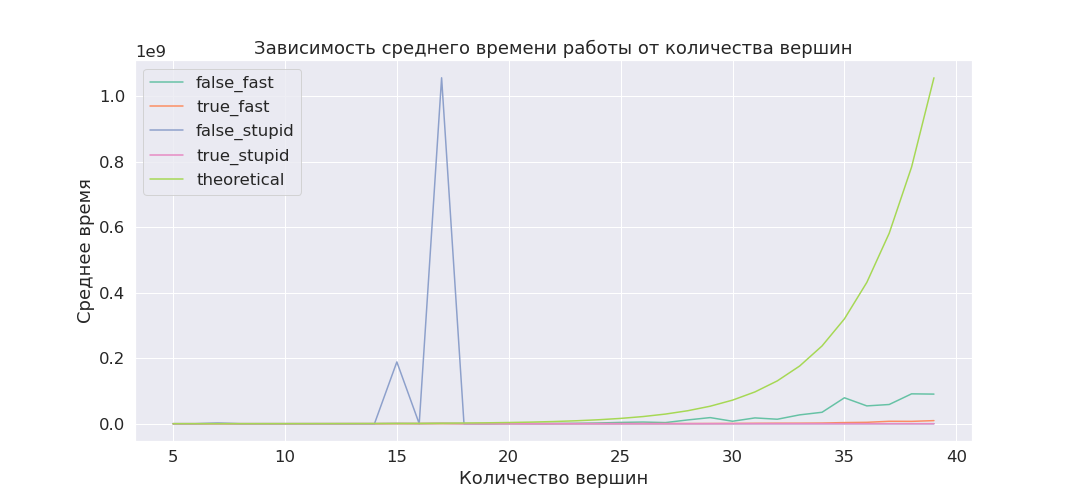 Зависимость среднего времени работы от количества вершин
1e9
false_fast
true_fast
false_stupid
true_stupid
theoretical
1.0
0.8
0.6
0.4
0.2
0.0
Среднее время
5 10 15 20 25 30 35 40
Количество вершин